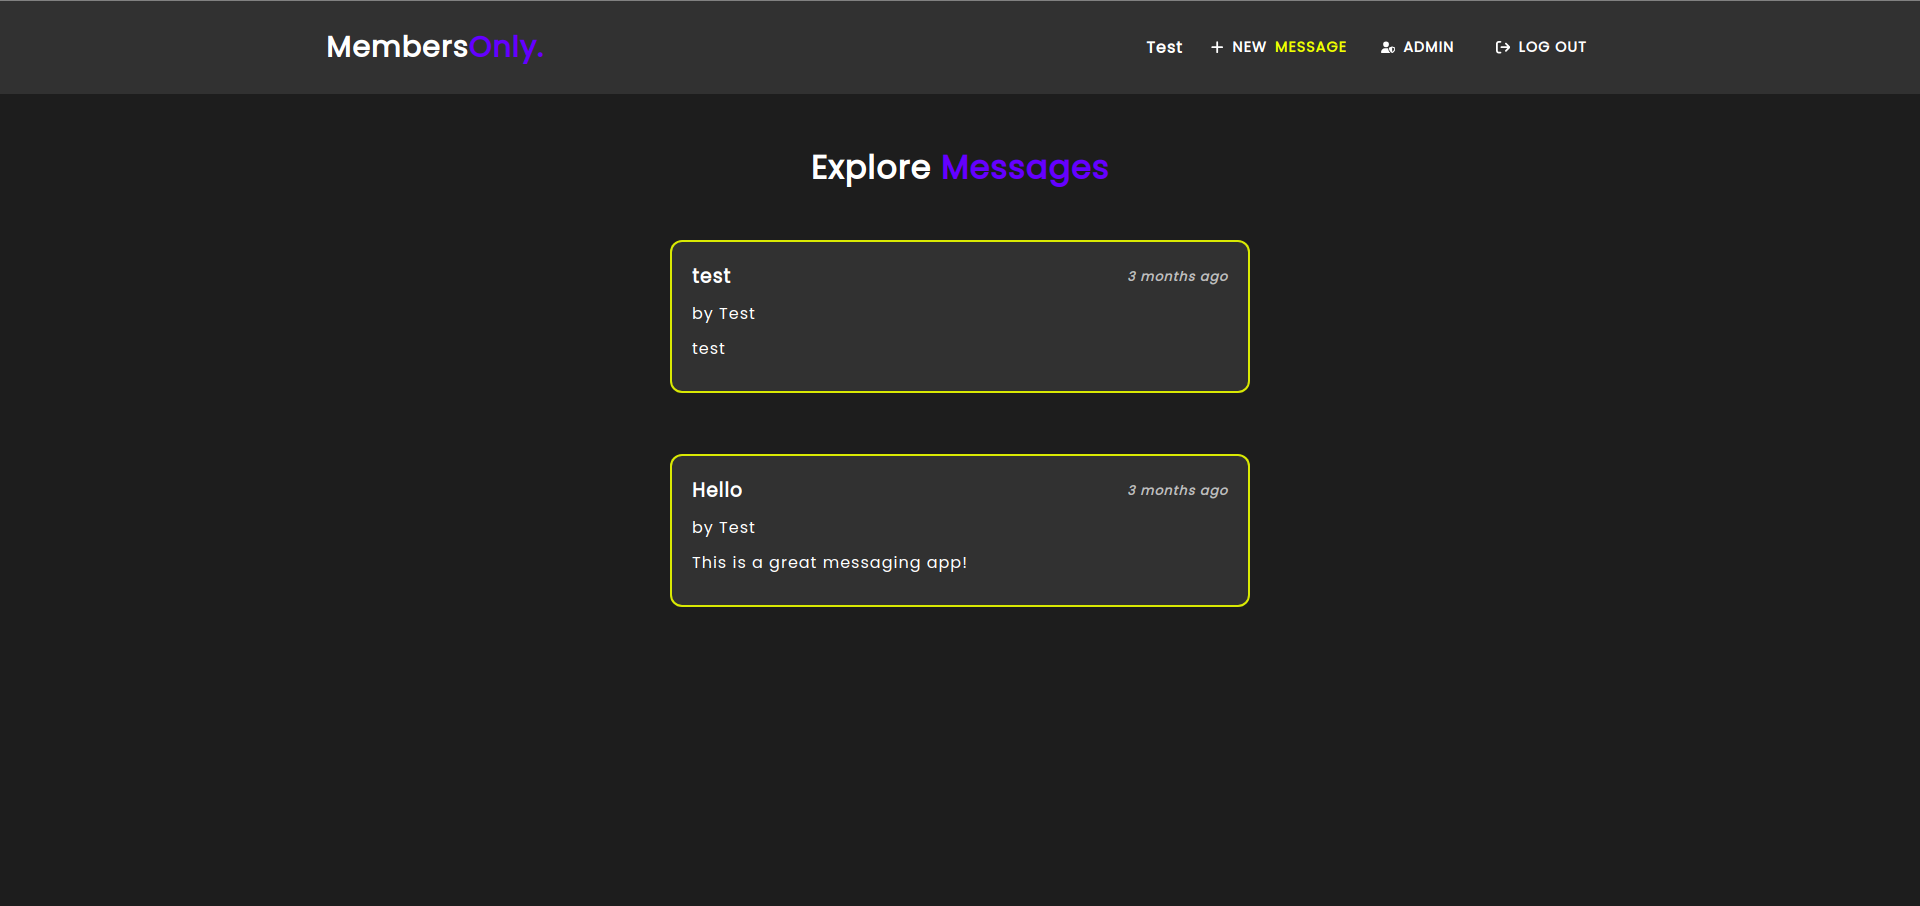 MembersOnly.
Test NEW MESSAGE ADMIN LOG OUT
Explore Messages
test 3 months ago
by Test
test
Hello 3 months ago
by Test
This is a great messaging app!